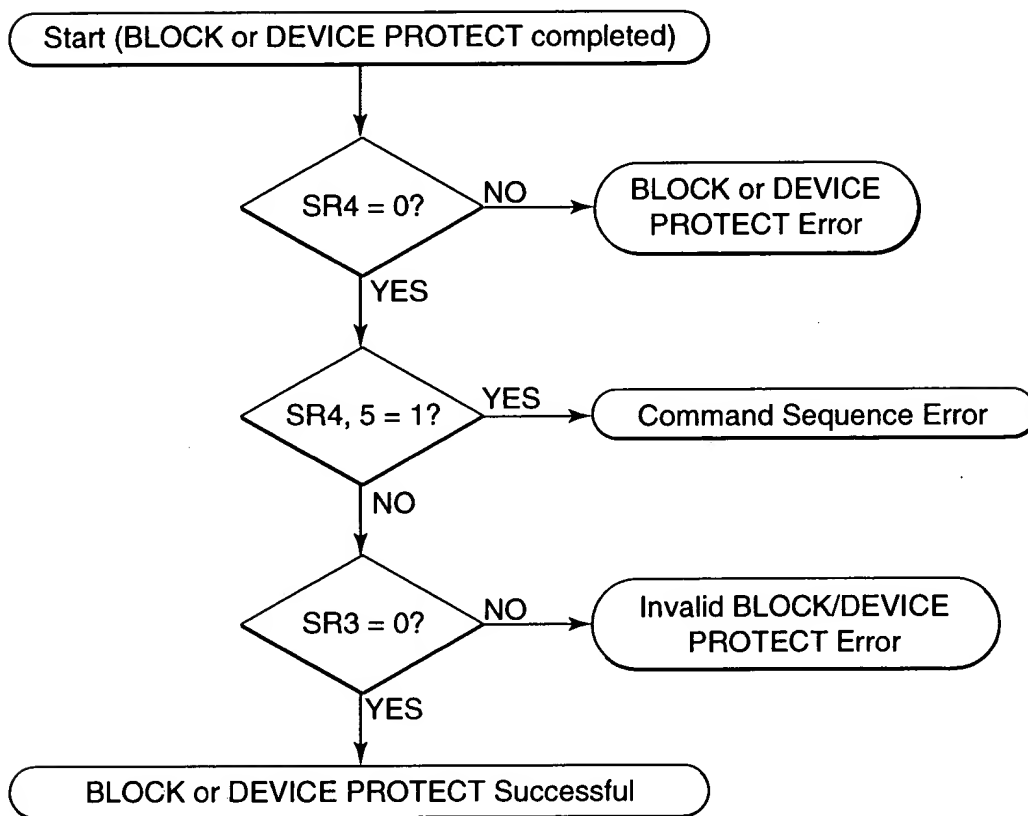 Start (BLOCK or DEVICE PROTECT completed)
SR4 = 0?
NO
BLOCK or DEVICE
PROTECT Error
YES
SR4, 5 = 1?
YES
Command Sequence Error
NO
SR3 = 0?
NO
Invalid BLOCK/DEVICE
PROTECT Error
YES
BLOCK or DEVICE PROTECT Successful